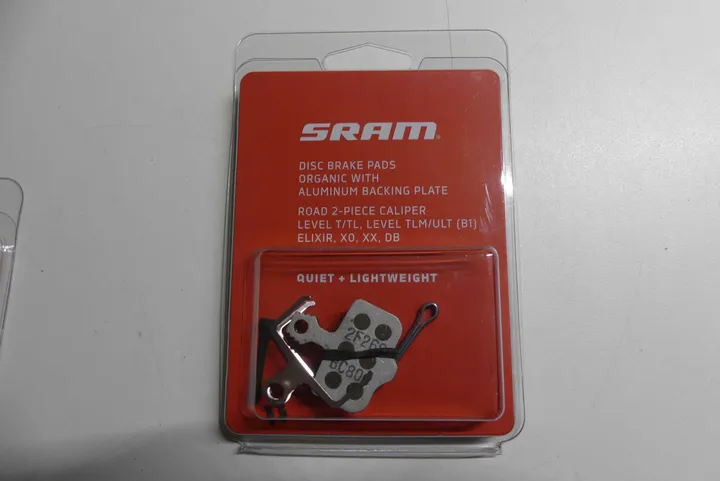 SRAM
DISC BRAKE PADS
ORGANIC WITH
ALUMINUM BACKING PLATE
ROAD 2-PIECE CALIPER
LEVEL T/TL, LEVEL TLM/ULT (B1)
ELIXIR, X0, XX, DB
QUIET + LIGHTWEIGHT